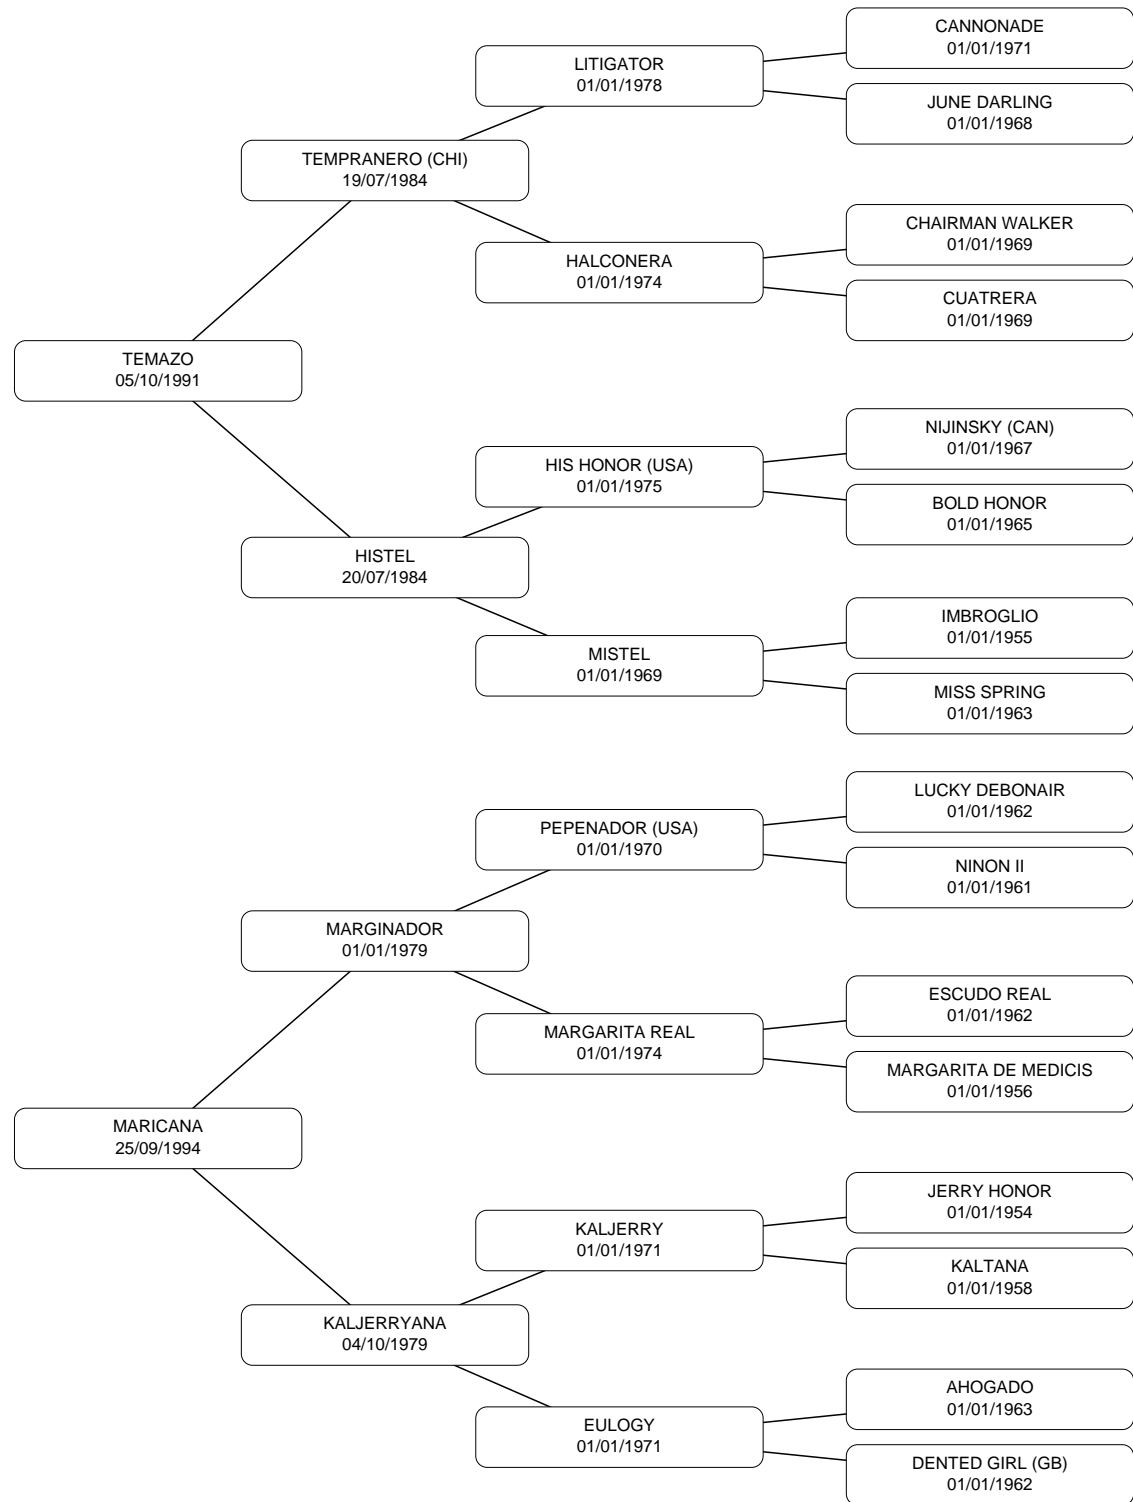 CANNONADE
01/01/1971
LITIGATOR
01/01/1978
JUNE DARLING
01/01/1968
TEMPRANERO (CHI)
19/07/1984
CHAIRMAN WALKER
01/01/1969
HALCONERA
01/01/1974
CUATRERA
01/01/1969
TEMAZO
05/10/1991
NIJINSKY (CAN)
01/01/1967
HIS HONOR (USA)
01/01/1975
BOLD HONOR
01/01/1965
HISTEL
20/07/1984
IMBROGLIO
01/01/1955
MISTEL
01/01/1969
MISS SPRING
01/01/1963
LUCKY DEBONAIR
01/01/1962
PEPENADOR (USA)
01/01/1970
NINON II
01/01/1961
MARGINADOR
01/01/1979
ESCUDO REAL
01/01/1962
MARGARITA REAL
01/01/1974
MARGARITA DE MEDICIS
01/01/1956
MARICANA
25/09/1994
JERRY HONOR
01/01/1954
KALJERRY
01/01/1971
KALTANA
01/01/1958
KALJERRYANA
04/10/1979
AHOGADO
01/01/1963
EULOGY
01/01/1971
DENTED GIRL (GB)
01/01/1962